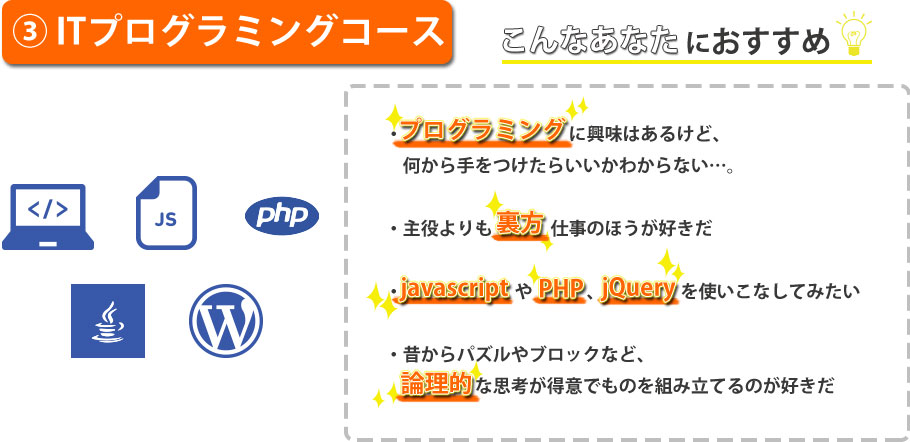 ③ ITプログラミングコース
こんなあなたにおすすめ
・プログラミングに興味はあるけど、
何から手をつけたらいいかわからない…。
</>
JS
php
・主役よりも裏方仕事のほうが好きだ
・javascriptやPHP、jQueryを使いこなしてみたい
W
・昔からパズルやブロックなど、
論理的な思考が得意でものを組み立てるのが好きだ